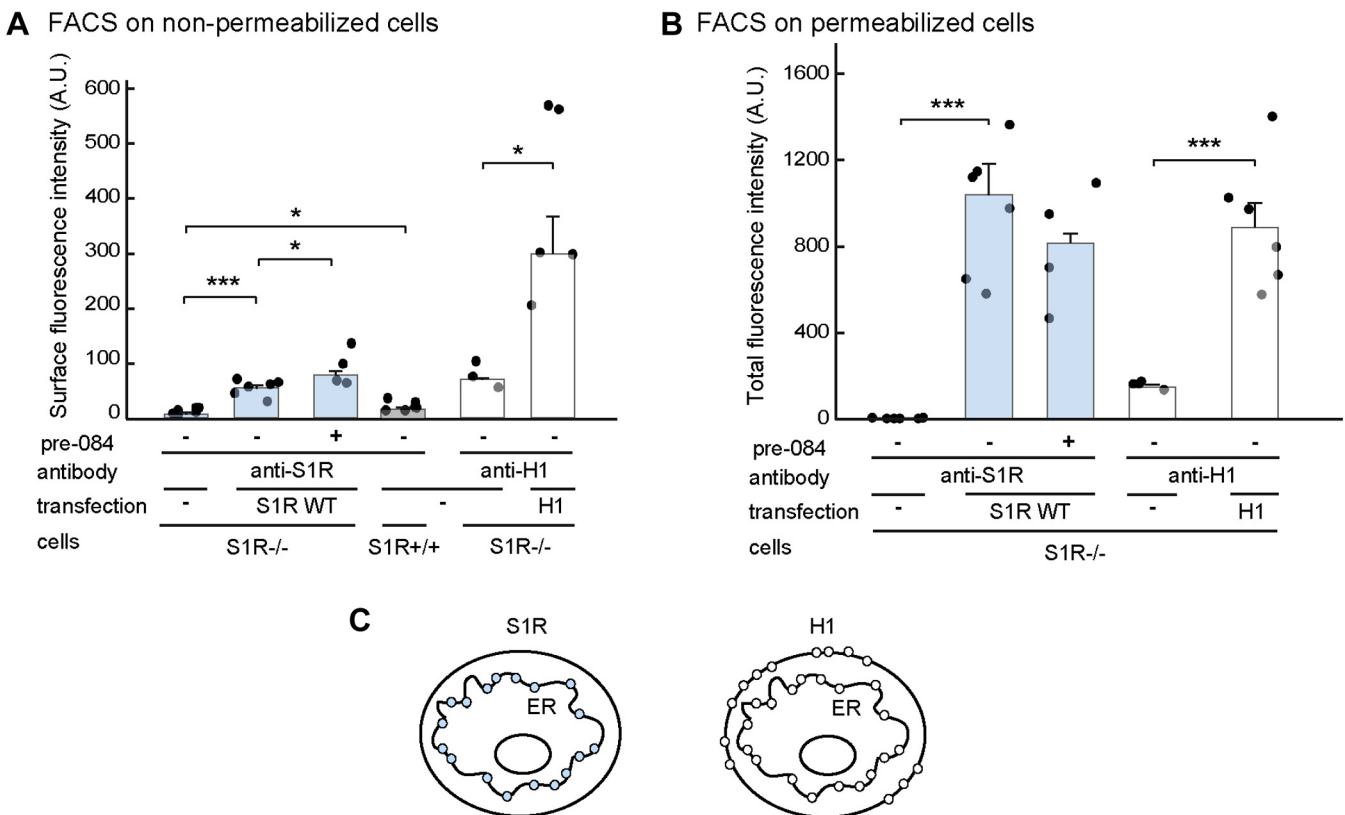 A FACS on non-permeabilized cells
Surface fluorescence intensity (A.U.)
600
500
400
300
200
100
0
*
*
*
***
pre-084 - - + - - -
antibody anti-S1R anti-H1
transfection - S1R WT - H1
cells S1R-/- S1R+/+ S1R-/-
B FACS on permeabilized cells
Total fluorescence intensity (A.U.)
1600
1200
800
400
0
***
***
pre-084 - - + - -
antibody anti-S1R anti-H1
transfection - S1R WT - H1
cells S1R-/-
C
S1R H1
ER ER